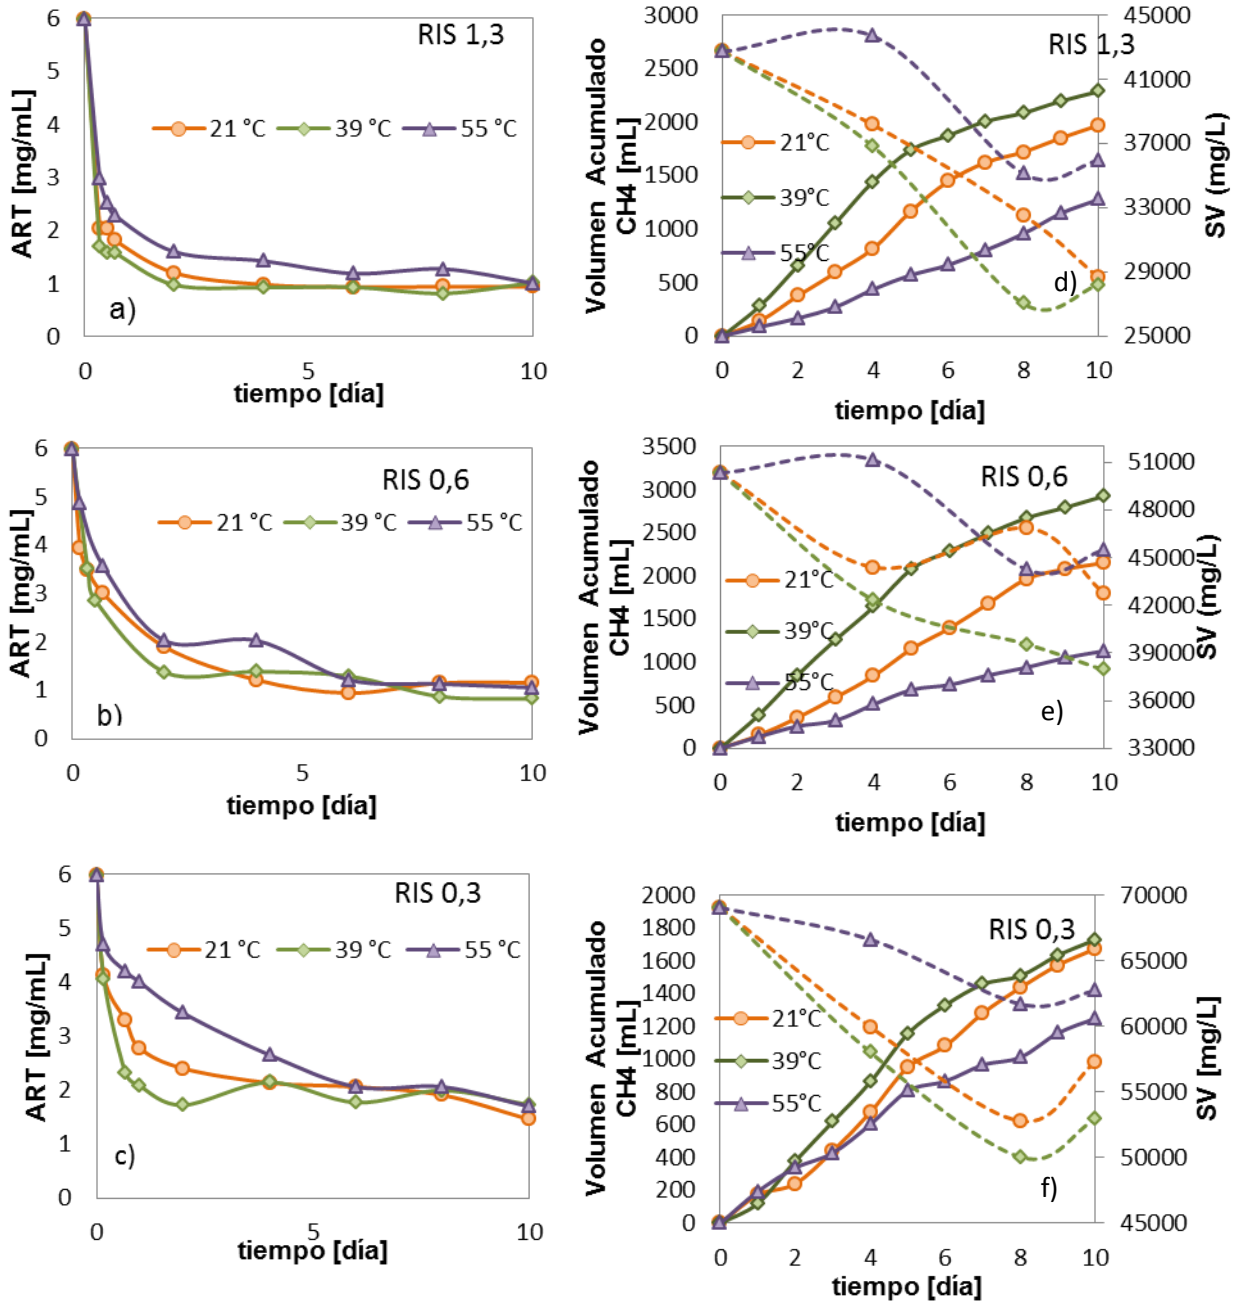 RIS 1,3
ART [mg/mL]
6
5
4
3
2
1
0
21 °C 39 °C 55 °C
a)
0 5 10
tiempo [día]
RIS 1,3
Volumen Acumulado
CH4 [mL]
3000
2500
2000
1500
1000
500
0
21°C
39°C
55°C
d)
45000
41000
37000
33000
29000
25000
SV (mg/L)
0 2 4 6 8 10
tiempo [día]
RIS 0,6
ART [mg/mL]
6
5
4
3
2
1
0
21 °C 39 °C 55 °C
b)
0 5 10
tiempo [día]
RIS 0,6
Volumen Acumulado
CH4 [mL]
3500
3000
2500
2000
1500
1000
500
0
21°C
39°C
55°C
e)
51000
48000
45000
42000
39000
36000
33000
SV (mg/L)
0 2 4 6 8 10
tiempo [día]
RIS 0,3
ART [mg/mL]
6
5
4
3
2
1
0
21 °C 39 °C 55 °C
c)
0 5 10
tiempo [día]
RIS 0,3
Volumen Acumulado
CH4 [mL]
2000
1800
1600
1400
1200
1000
800
600
400
200
0
21°C
39°C
55°C
f)
70000
65000
60000
55000
50000
45000
SV [mg/L]
0 2 4 6 8 10
tiempo [día]